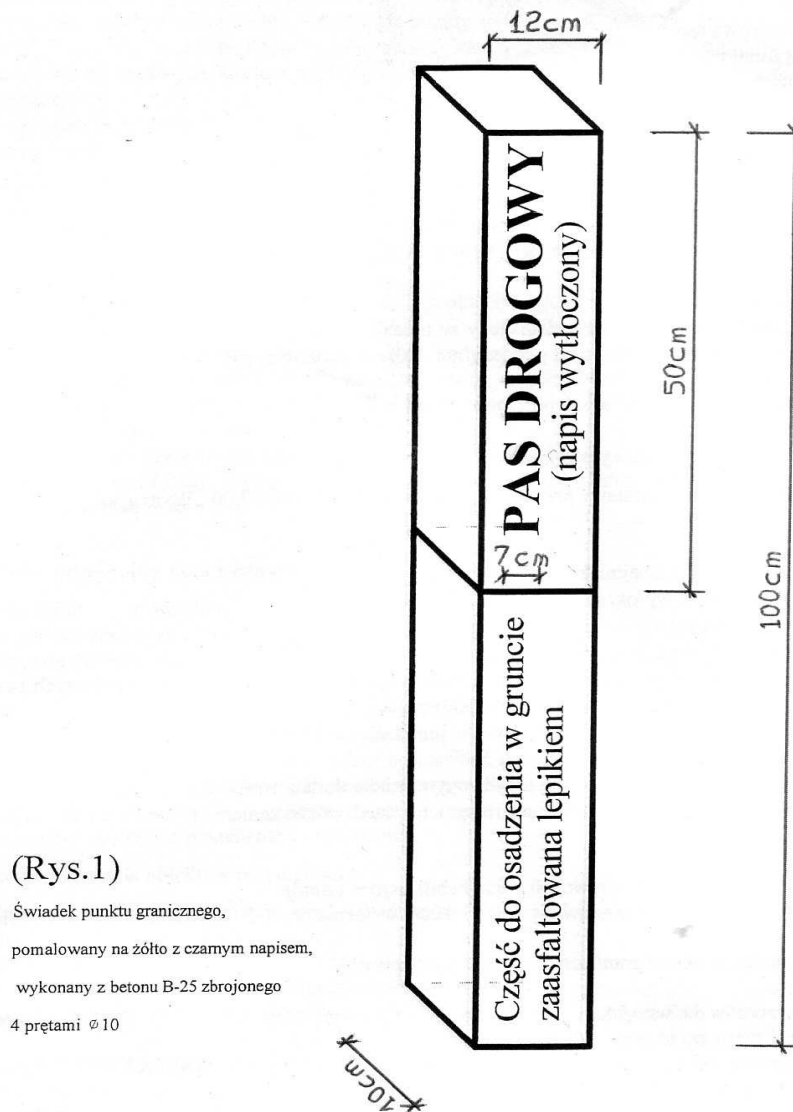 12cm
PAS DROGOWY
(napis wytłoczony)
50cm
7cm
100cm
Część do osadzenia w gruncie
zaasfaltowana lepikiem
(Rys.1)
Świadek punktu granicznego,
pomalowany na żółto z czarnym napisem,
wykonany z betonu B-25 zbrojonego
4 prętami ⌀10
10cm